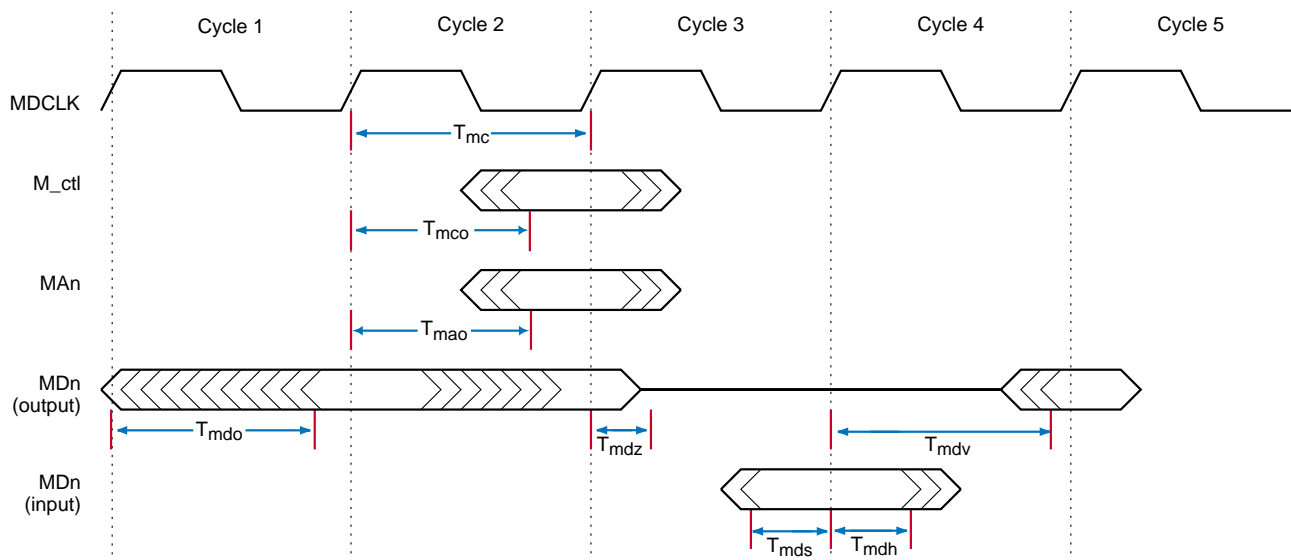 Cycle 1 Cycle 2 Cycle 3 Cycle 4 Cycle 5
MDCLK
Tmc
M_ctl
Tmco
MAn
Tmao
MDn
(output)
Tmdo Tmdz Tmdv
MDn
(input)
Tmds Tmdh